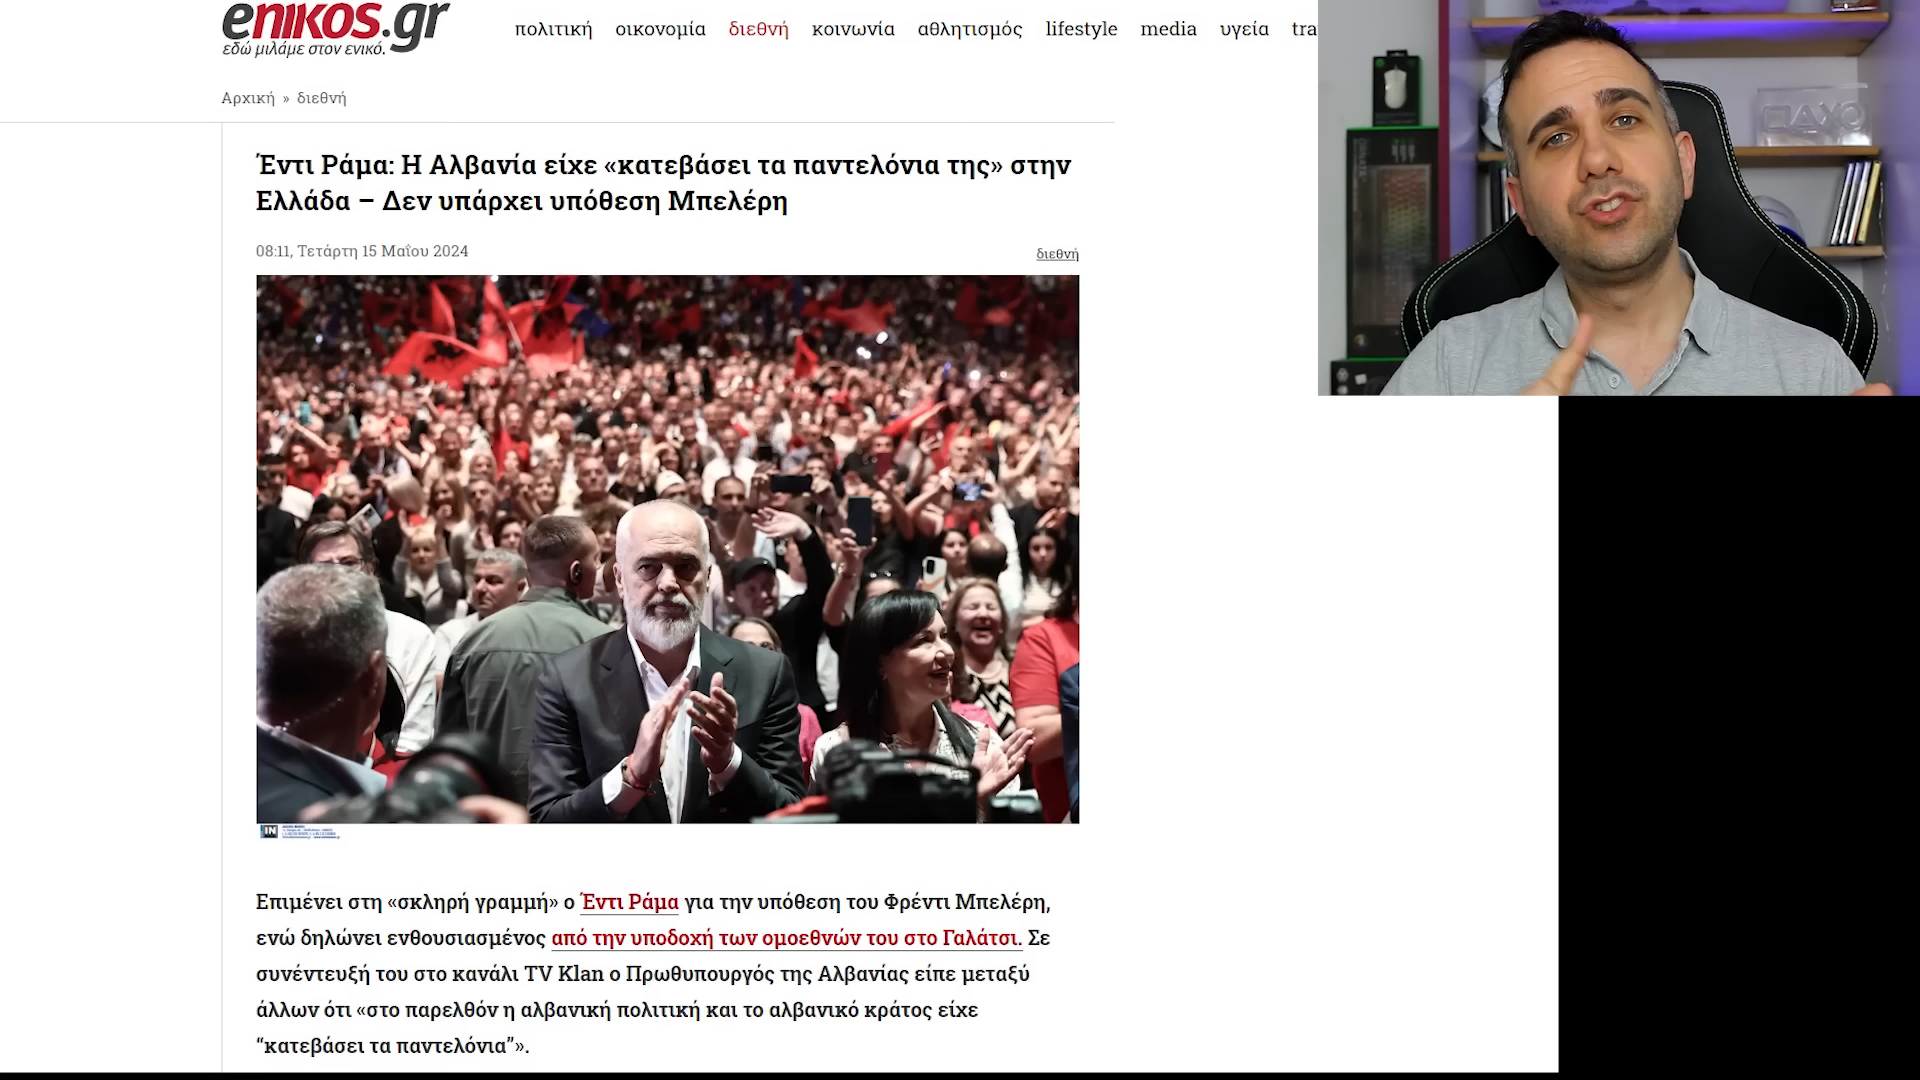 enikos.gr
εδώ μιλάμε στον ενικό.
πολιτική οικονομία διεθνή κοινωνία αθλητισμός lifestyle media υγεία tra
Αρχική » διεθνή
Έντι Ράμα: Η Αλβανία είχε «κατεβάσει τα παντελόνια της» στην
Ελλάδα – Δεν υπάρχει υπόθεση Μπελέρη
08:11, Τετάρτη 15 Μαΐου 2024
διεθνή
IN
Επιμένει στη «σκληρή γραμμή» ο Έντι Ράμα για την υπόθεση του Φρέντι Μπελέρη,
ενώ δηλώνει ενθουσιασμένος από την υποδοχή των ομοεθνών του στο Γαλάτσι. Σε
συνέντευξή του στο κανάλι TV Klan ο Πρωθυπουργός της Αλβανίας είπε μεταξύ
άλλων ότι «στο παρελθόν η αλβανική πολιτική και το αλβανικό κράτος είχε
“κατεβάσει τα παντελόνια”».